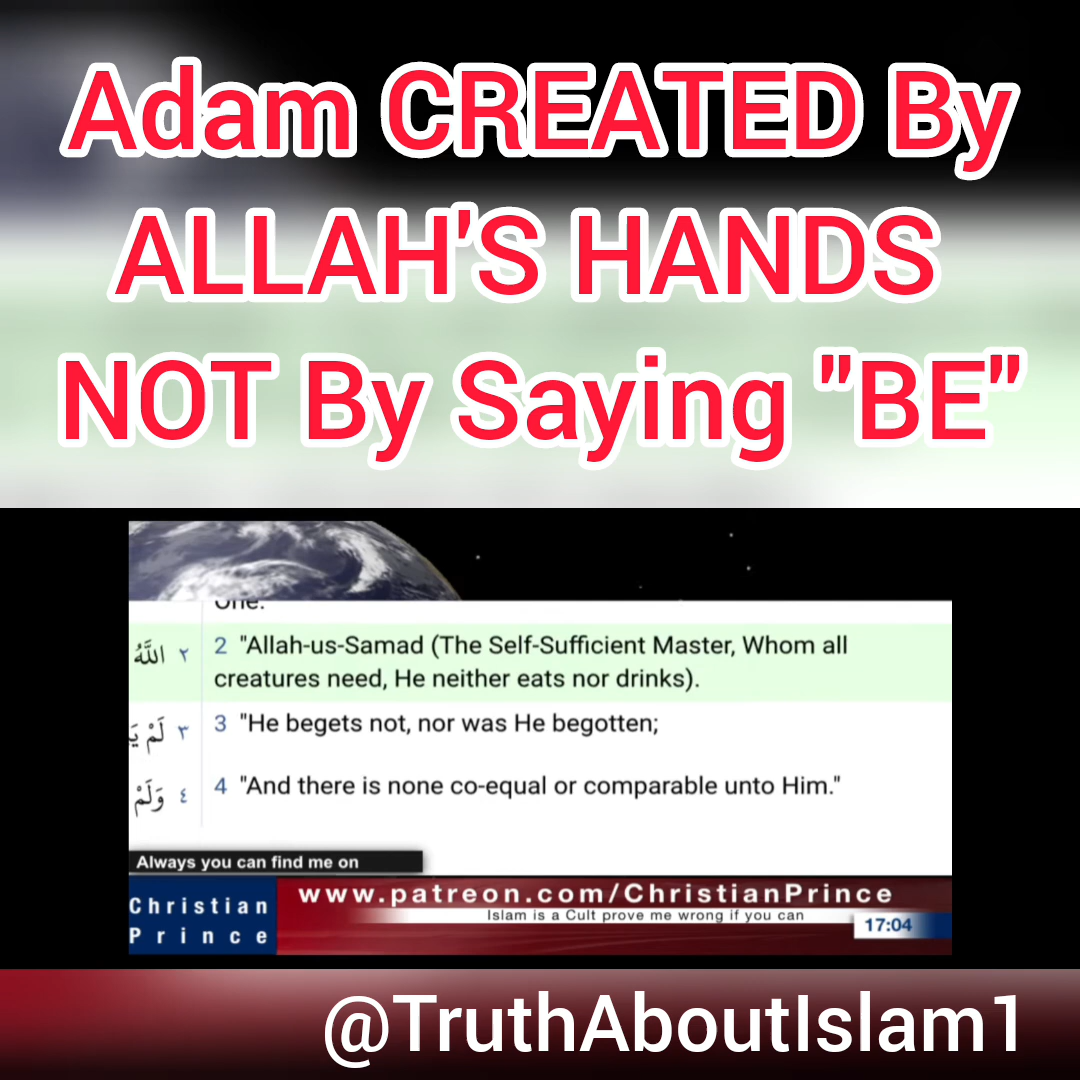 Adam CREATED By
ALLAH'S HANDS
NOT By Saying "BE"
One.
اللَّهُ ٢ 2 "Allah-us-Samad (The Self-Sufficient Master, Whom all
creatures need, He neither eats nor drinks).
لَمْ يَ ٣ 3 "He begets not, nor was He begotten;
وَلَمْ ٤ 4 "And there is none co-equal or comparable unto Him."
Always you can find me on
Christian
Prince
www.patreon.com/ChristianPrince
Islam is a Cult prove me wrong if you can
17:04
@TruthAboutIslam1